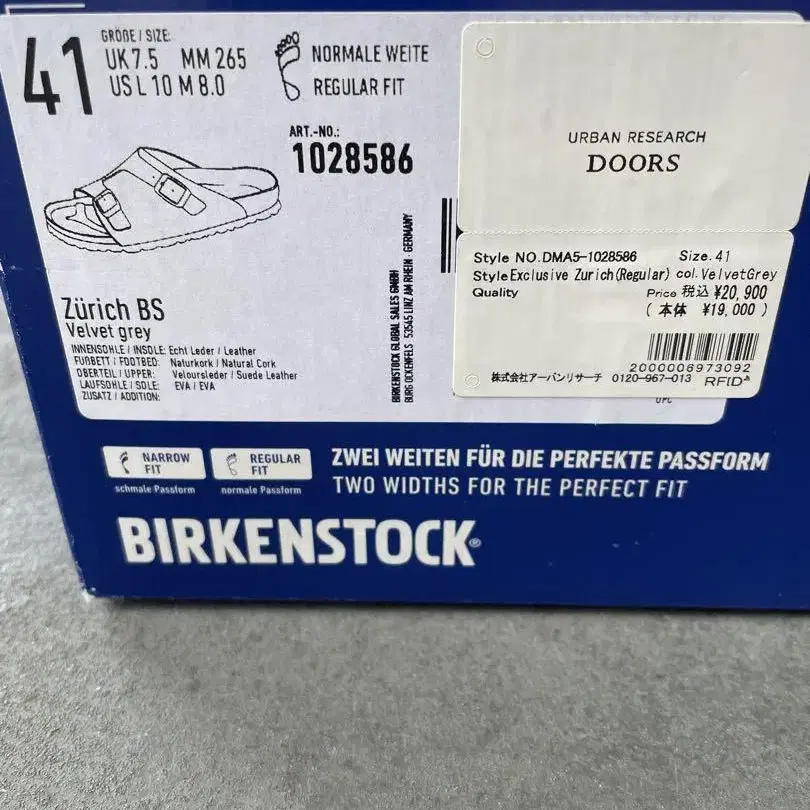 41
GRÖßE / SIZE:
UK 7.5 MM 265
US L 10 M 8.0
NORMALE WEITE
REGULAR FIT
ART.-NO.:
1028586
Zürich BS
Velvet grey
INNENSOHLE / INSOLE: Echt Leder / Leather
FUßBETT / FOOTBED: Naturkork / Natural Cork
OBERTEIL / UPPER: Veloursleder / Suede Leather
LAUFSOHLE / SOLE: EVA / EVA
ZUSATZ / ADDITION:
BIRKENSTOCK GLOBAL SALES GMBH
BURG OCKENFELS · 53545 LINZ AM RHEIN · GERMANY
URBAN RESEARCH
DOORS
Style NO.DMA5-1028586 Size.41
Style Exclusive Zurich(Regular) col.VelvetGrey
Quality Price 税込 ¥20,900
( 本体 ¥19,000 )
2000006973092
株式会社アーバンリサーチ 0120-967-013 RFID
UPC
NARROW FIT
schmale Passform
REGULAR FIT
normale Passform
ZWEI WEITEN FÜR DIE PERFEKTE PASSFORM
TWO WIDTHS FOR THE PERFECT FIT
BIRKENSTOCK®